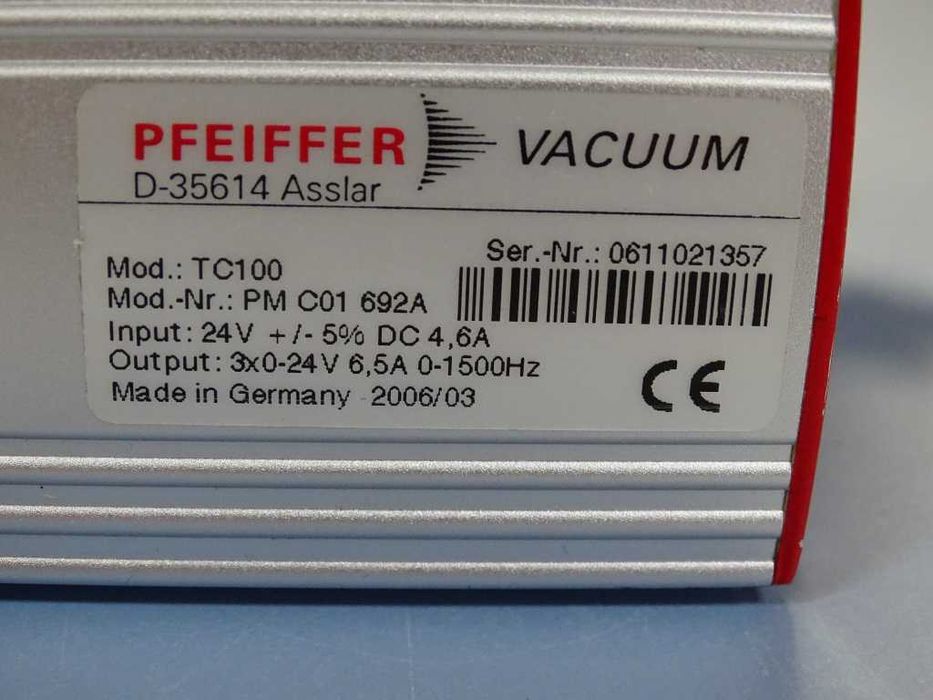 PFEIFFER VACUUM
D-35614 Asslar
Ser.-Nr.: 0611021357
Mod.: TC100
Mod.-Nr.: PM C01 692A
Input: 24V +/- 5% DC 4,6A
Output: 3x0-24V 6,5A 0-1500Hz
Made in Germany 2006/03
CE